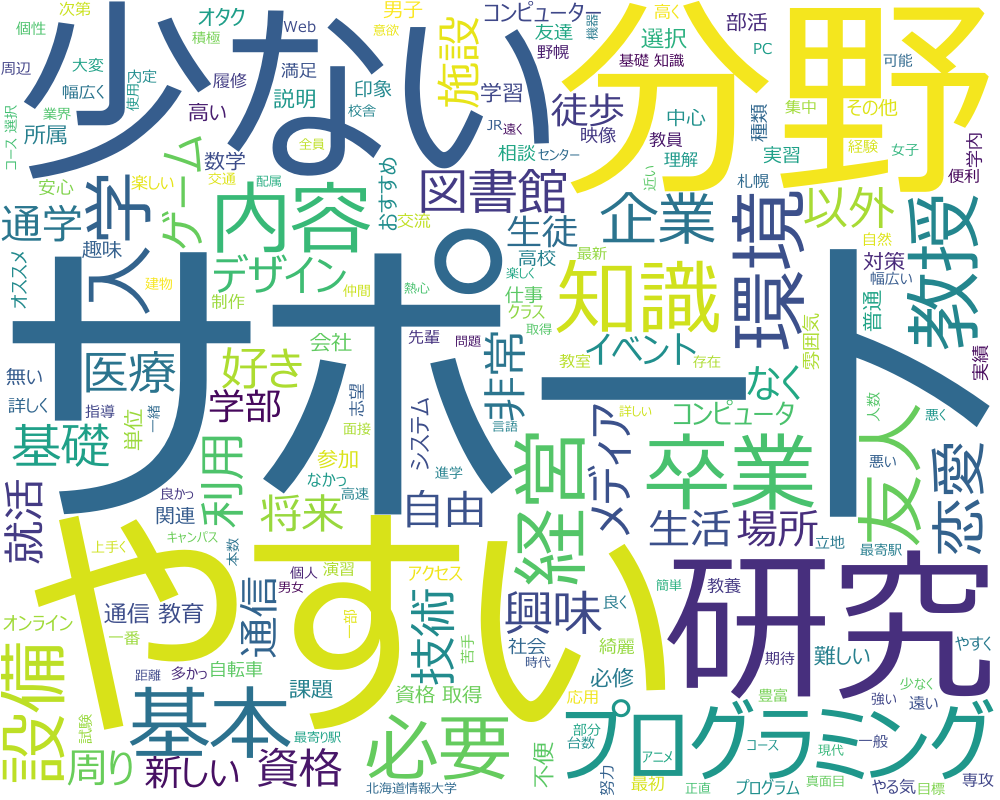 次第
オタク
男子
コンピューター
高く
部活
個性
積極
意欲
Web
友達
機器
選択
PC
少ない
分野
周辺
大変
内定
履修
満足
印象
施設
野幌
基礎 知識
可能
幅広く
使用
業界
高い
説明
校舎
学習
徒歩
中心
種類
集中
その他
コース 選択
所属
全員
JR
遠く
映像
教員
経験
女子
数学
相談
センター
理解
実習
便利
学内
安心
楽しい
交通
配属
おすすめ
近い
札幌
通学
大学
ゲーム
内容
交流
図書館
生徒
企業
環境
以外
教授
趣味
オススメ
建物
デザイン
制作
仲間
熱心
高校
楽しく
最新
仕事
クラス
取得
知識
自然
対策
幅広い
普通
雰囲気
サポート
無い
詳しく
医療
好き
会社
先輩
問題
非常
イベント
教室
存在
なく
実績
指導
一緒
学部
志望
面接
システム
言語
詳しい
コンピュータ
人数
悪く
基礎
単位
利用
参加
なかっ
高速
進学
経営
メディア
卒業
友人
悪い
恋愛
就活
良かっ
関連
将来
自由
生活
場所
立地
最寄駅
上手く
キャンパス
本数
個人
男女
演習
アクセス
簡単
教養
やすい
研究
オンライン
通信 教育
一番
通信
技術
苦手
興味
良く
社会
時代
綺麗
期待
難しい
やすく
設備
距離
多かっ
自転車
課題
資格 取得
必修
応用
豊富
少なく
強い
遠い
試験
基本
最寄り駅
必要
プログラミング
部分
台数
アニメ
コース
現代
一般
周り
新しい
資格
北海道情報大学
不便
努力
最初
正直
プログラム
真面目
やる気
目標
専攻